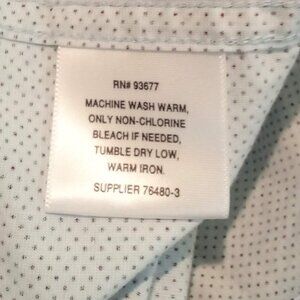 RN# 93677
MACHINE WASH WARM,
ONLY NON-CHLORINE
BLEACH IF NEEDED,
TUMBLE DRY LOW,
WARM IRON.
SUPPLIER 76480-3